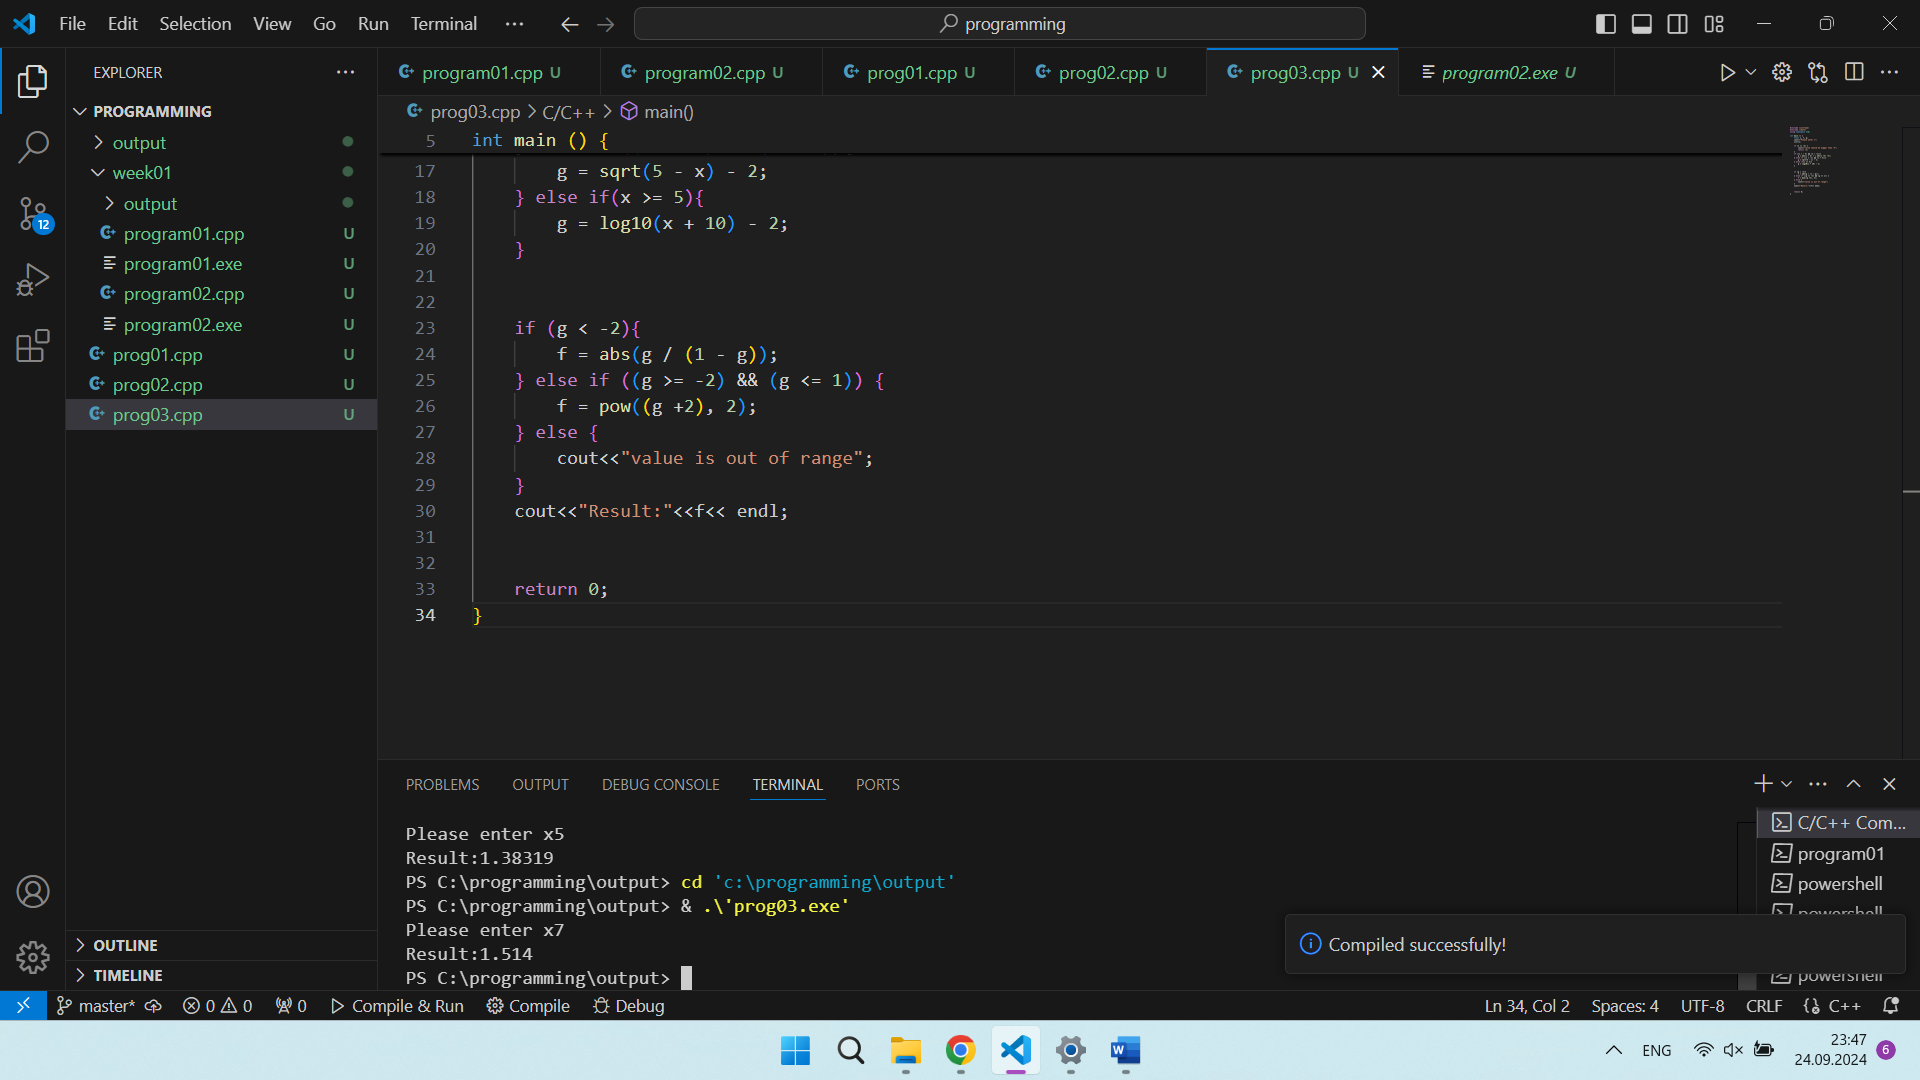 File Edit Selection View Go Run Terminal ··· programming
EXPLORER
program01.cpp U program02.cpp U prog01.cpp U prog02.cpp U prog03.cpp U program02.exe U
PROGRAMMING
output
week01
output
program01.cpp U
program01.exe U
program02.cpp U
program02.exe U
prog01.cpp U
prog02.cpp U
prog03.cpp U
12
OUTLINE
TIMELINE
prog03.cpp > C/C++ > main()
5 int main () {
17 g = sqrt(5 - x) - 2;
18 } else if(x >= 5){
19 g = log10(x + 10) - 2;
20 }
21
22
23 if (g < -2){
24 f = abs(g / (1 - g));
25 } else if ((g >= -2) && (g <= 1)) {
26 f = pow((g +2), 2);
27 } else {
28 cout<<"value is out of range";
29 }
30 cout<<"Result:"<<f<< endl;
31
32
33 return 0;
34 }
PROBLEMS OUTPUT DEBUG CONSOLE TERMINAL PORTS
Please enter x5
Result:1.38319
PS C:\programming\output> cd 'c:\programming\output'
PS C:\programming\output> & .\'prog03.exe'
Please enter x7
Result:1.514
PS C:\programming\output>
C/C++ Com...
program01
powershell
powershell
powershell
Compiled successfully!
master* 0 0 0 Compile & Run Compile Debug Ln 34, Col 2 Spaces: 4 UTF-8 CRLF C++
ENG 23:47
24.09.2024 6